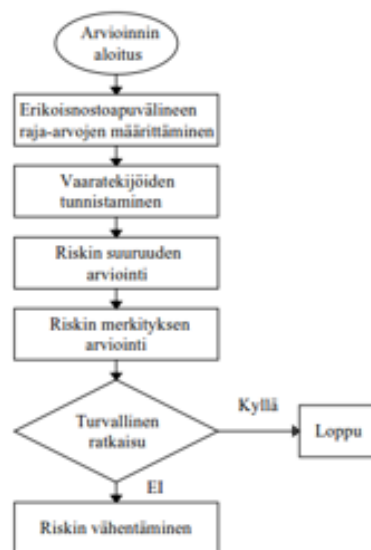 Arvioinnin
aloitus
Erikoisnostoapuvälineen
raja-arvojen määrittäminen
Vaaratekijöiden
tunnistaminen
Riskin suuruuden
arviointi
Riskin merkityksen
arviointi
Turvallinen
ratkaisu
Kyllä
Loppu
EI
Riskin vähentäminen